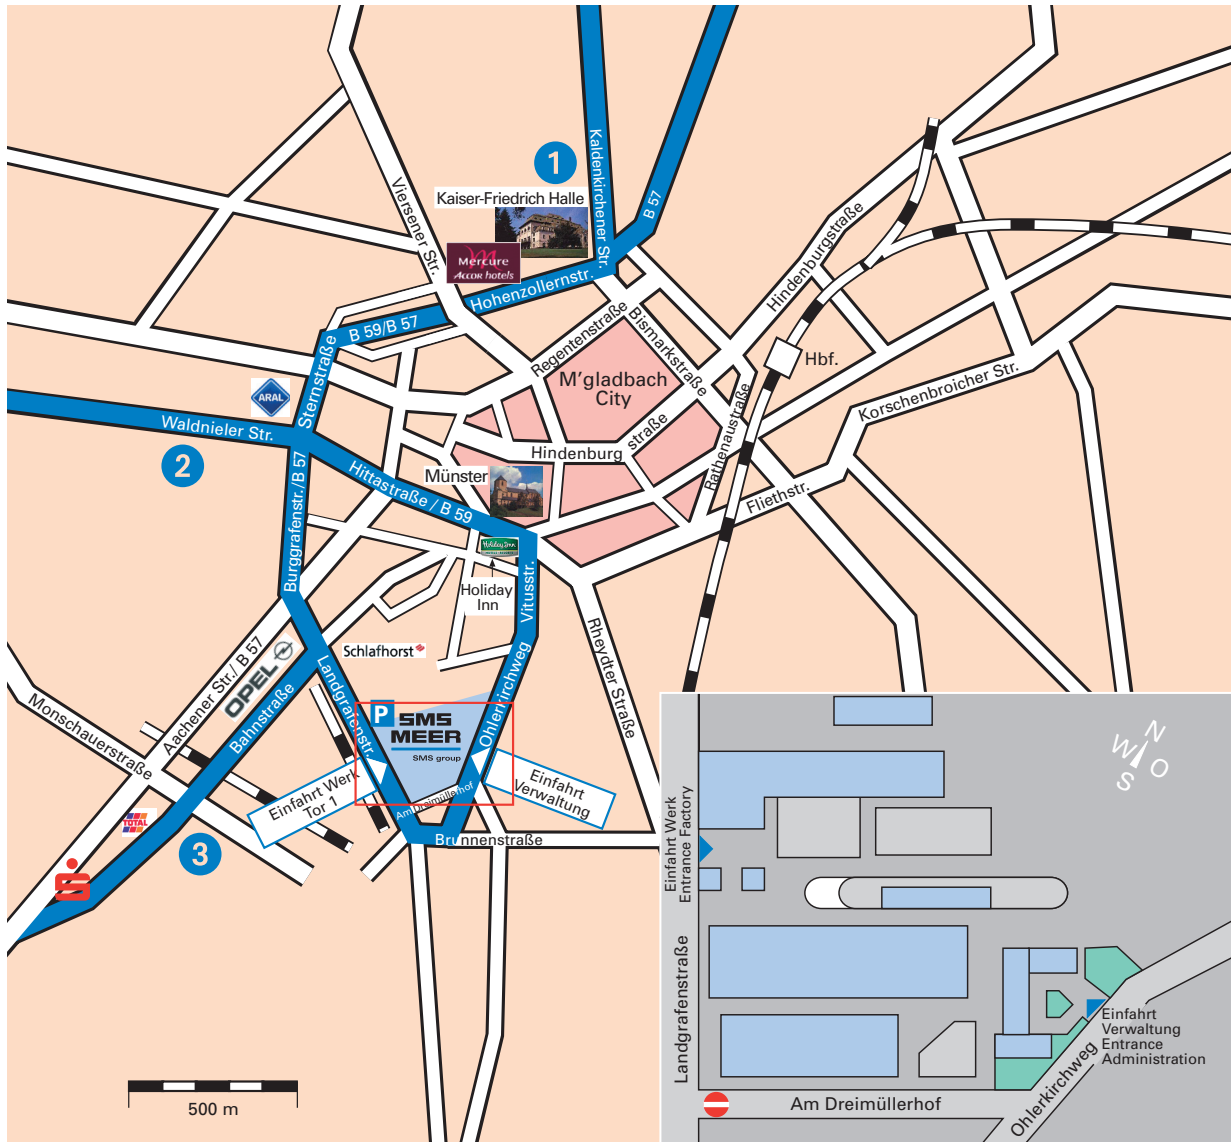 1
Kaiser-Friedrich Halle
Kaldenkirchener Str.
B 57
Viersener Str.
Mercure
ACCOR hotels
Hohenzollernstr.
B 59/B 57
Sternstraße
Regentenstraße
Bismarkstraße
Hindenburgstraße
Hbf.
M'gladbach
City
ARAL
Waldnieler Str.
2
Hindenburg
straße
Rathenaustraße
Korschenbroicher Str.
Fliethstr.
Münster
Hittastraße / B 59
Burggrafenstr./B 57
Holiday Inn
Holiday
Inn
Vitusstr.
Rheydter Straße
Schlafhorst
Aachener Str./ B 57
OPEL
Bahnstraße
Landgrafenstr.
Ohlerkirchweg
Monschauerstraße
P
SMS
MEER
SMS group
Einfahrt Werk
Tor 1
Einfahrt
Verwaltung
Am Dreimüllerhof
Brunnenstraße
TOTAL
3
500 m
N
W
O
S
Einfahrt Werk
Entrance Factory
Landgrafenstraße
Einfahrt
Verwaltung
Entrance
Administration
Ohlerkirchweg
Am Dreimüllerhof